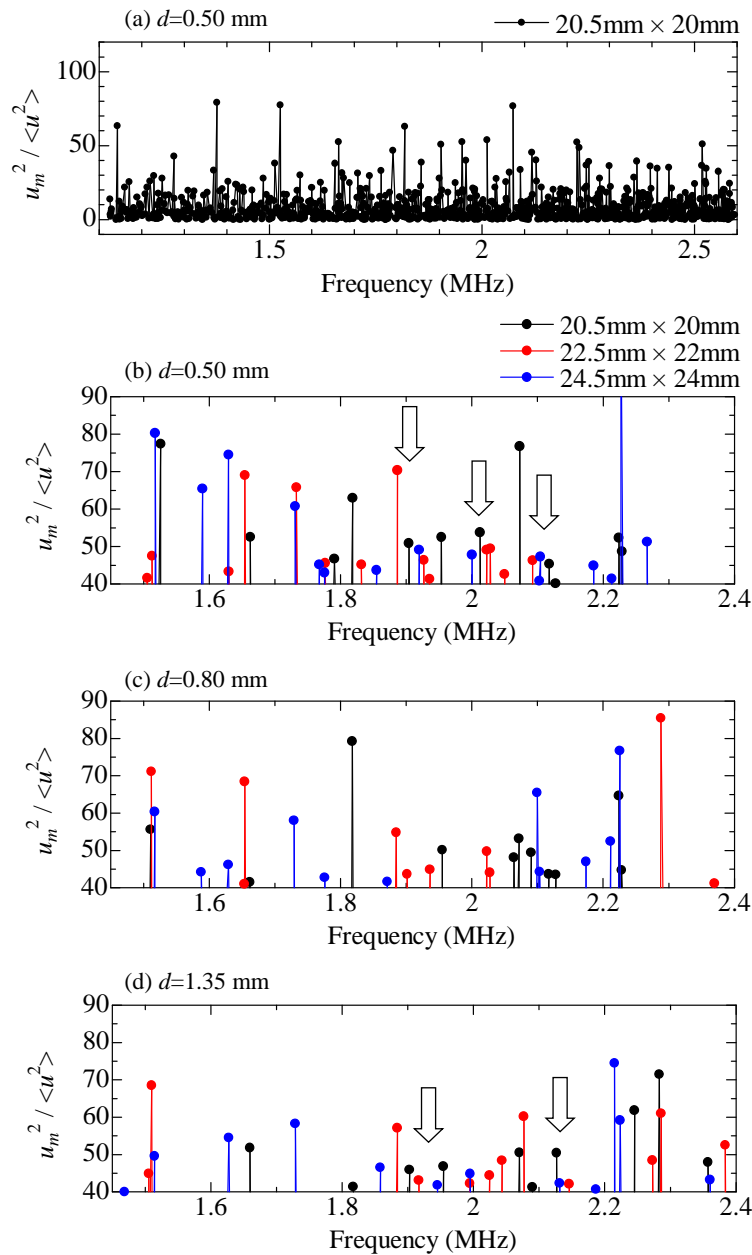 (a) d=0.50 mm
20.5mm × 20mm
100
50
0
u_m^2 / <u^2>
1.5 2 2.5
Frequency (MHz)
20.5mm × 20mm
22.5mm × 22mm
24.5mm × 24mm
(b) d=0.50 mm
90
80
70
60
50
40
u_m^2 / <u^2>
1.6 1.8 2 2.2 2.4
Frequency (MHz)
(c) d=0.80 mm
90
80
70
60
50
40
u_m^2 / <u^2>
1.6 1.8 2 2.2 2.4
Frequency (MHz)
(d) d=1.35 mm
90
80
70
60
50
40
u_m^2 / <u^2>
1.6 1.8 2 2.2 2.4
Frequency (MHz)